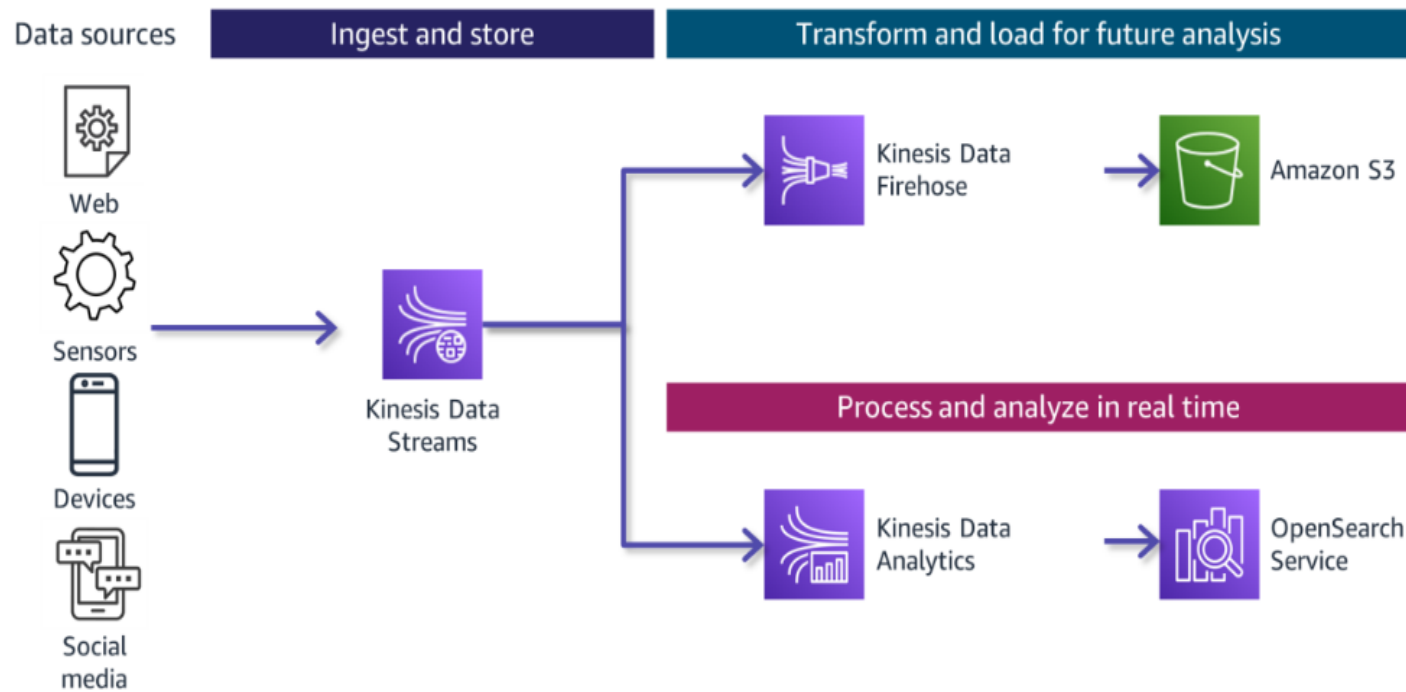 Data sources
Ingest and store
Transform and load for future analysis
Web
Sensors
Devices
Social
media
Kinesis Data
Streams
Kinesis Data
Firehose
Amazon S3
Process and analyze in real time
Kinesis Data
Analytics
OpenSearch
Service